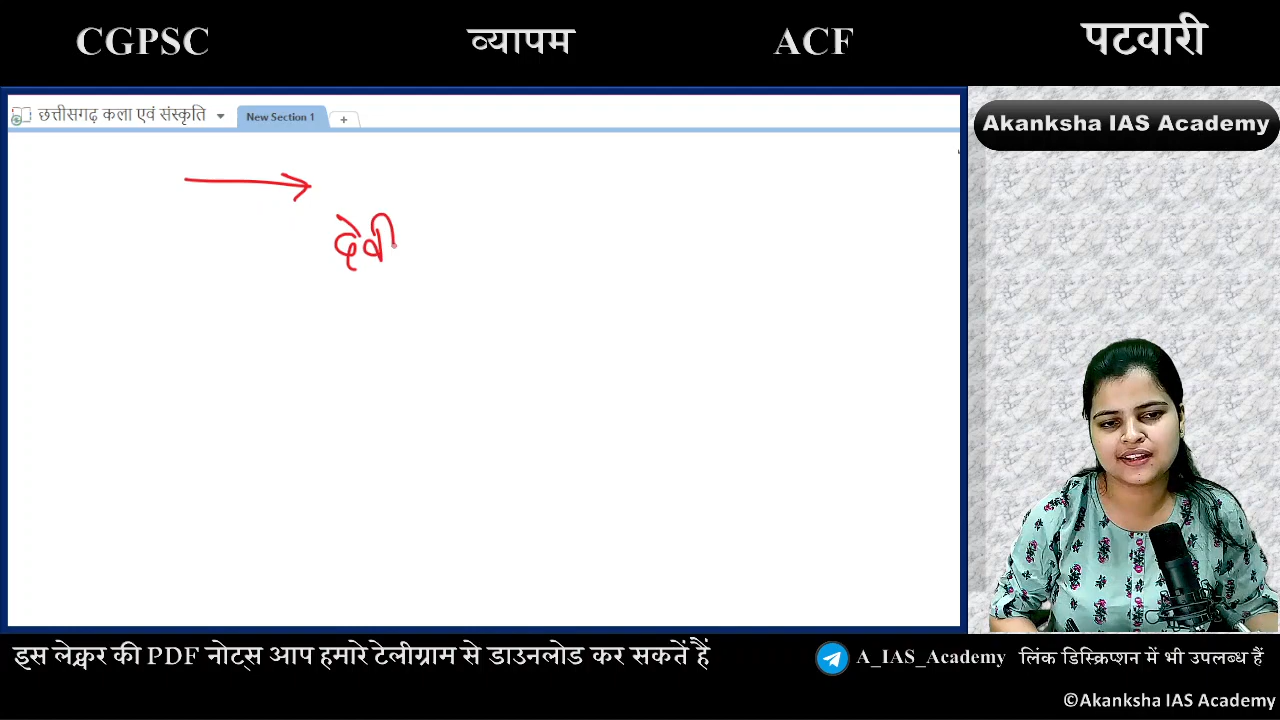 CGPSC व्यापम ACF पटवारी
छत्तीसगढ़ कला एवं संस्कृति New Section 1 +
Akanksha IAS Academy
देवी
इस लेक्चर की PDF नोट्स आप हमारे टेलीग्राम से डाउनलोड कर सकतें हैं A_IAS_Academy लिंक डिस्क्रिप्शन में भी उपलब्ध हैं
©Akanksha IAS Academy